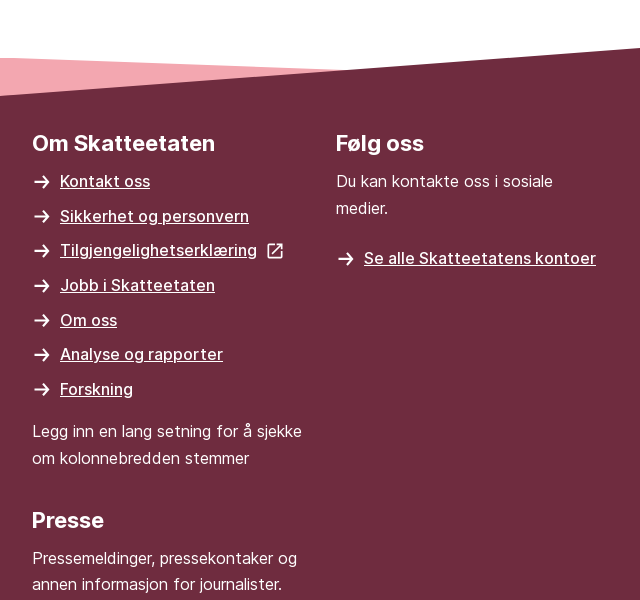 Om Skatteetaten
Kontakt oss
Sikkerhet og personvern
Tilgjengelighetserklæring
Jobb i Skatteetaten
Om oss
Analyse og rapporter
Forskning
Legg inn en lang setning for å sjekke
om kolonnebredden stemmer
Presse
Pressemeldinger, pressekontaker og
annen informasjon for journalister.
Følg oss
Du kan kontakte oss i sosiale
medier.
Se alle Skatteetatens kontoer